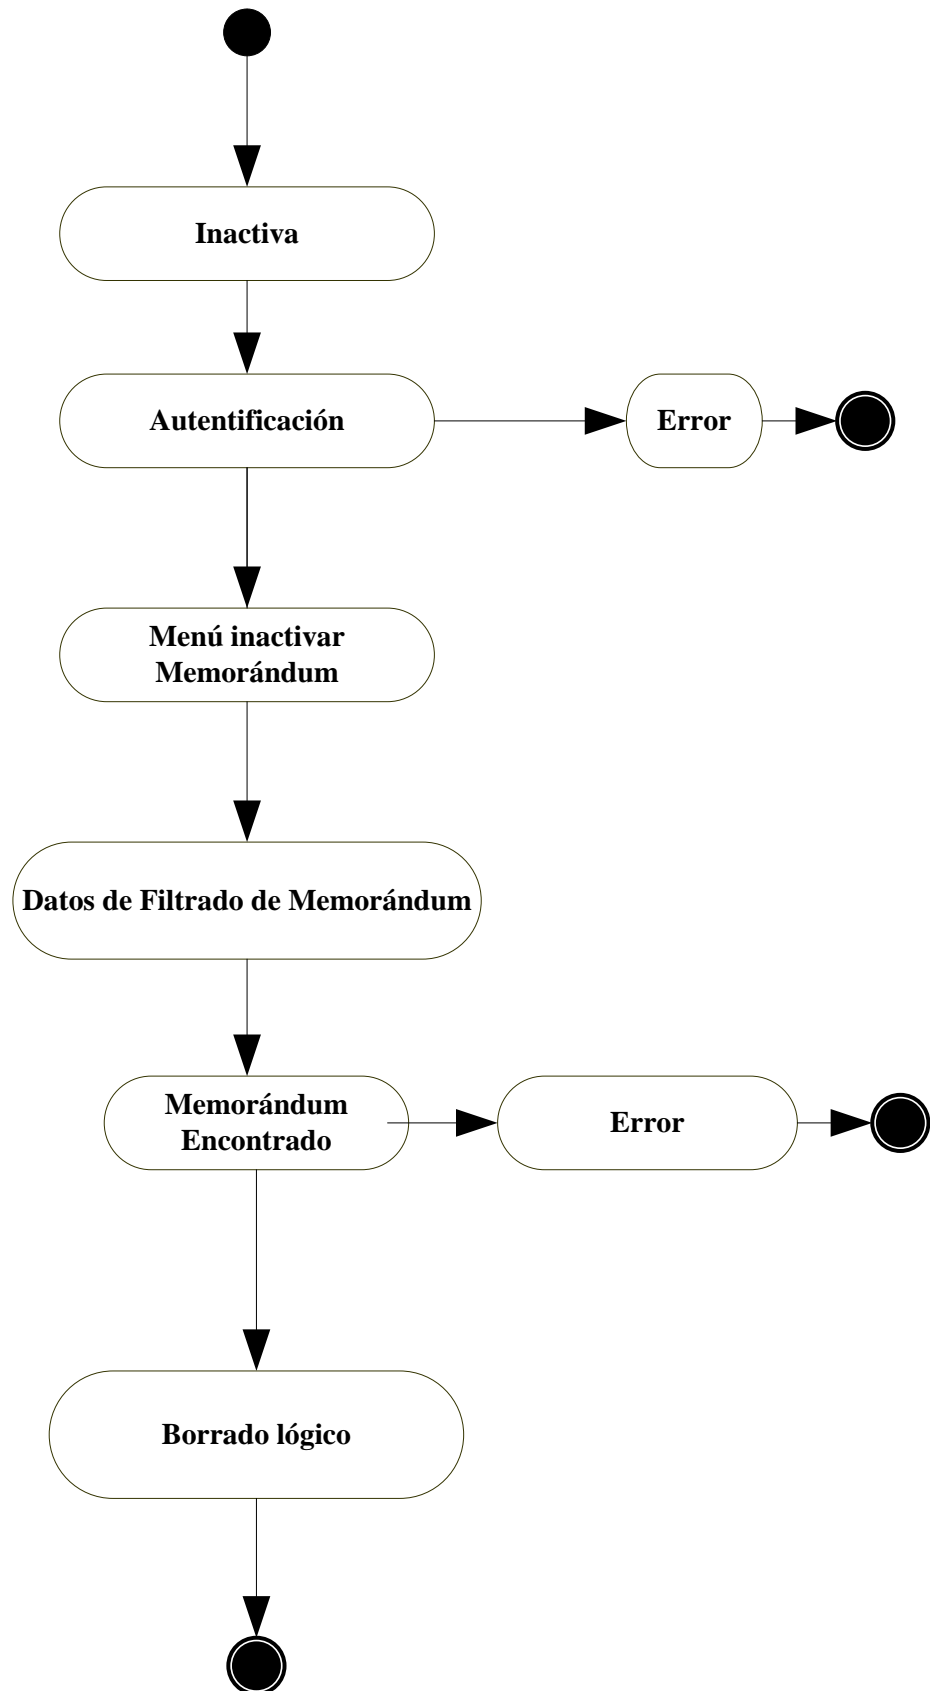 Inactiva
Autentificación
Error
Menú inactivar
Memorándum
Datos de Filtrado de Memorándum
Memorándum
Encontrado
Error
Borrado lógico